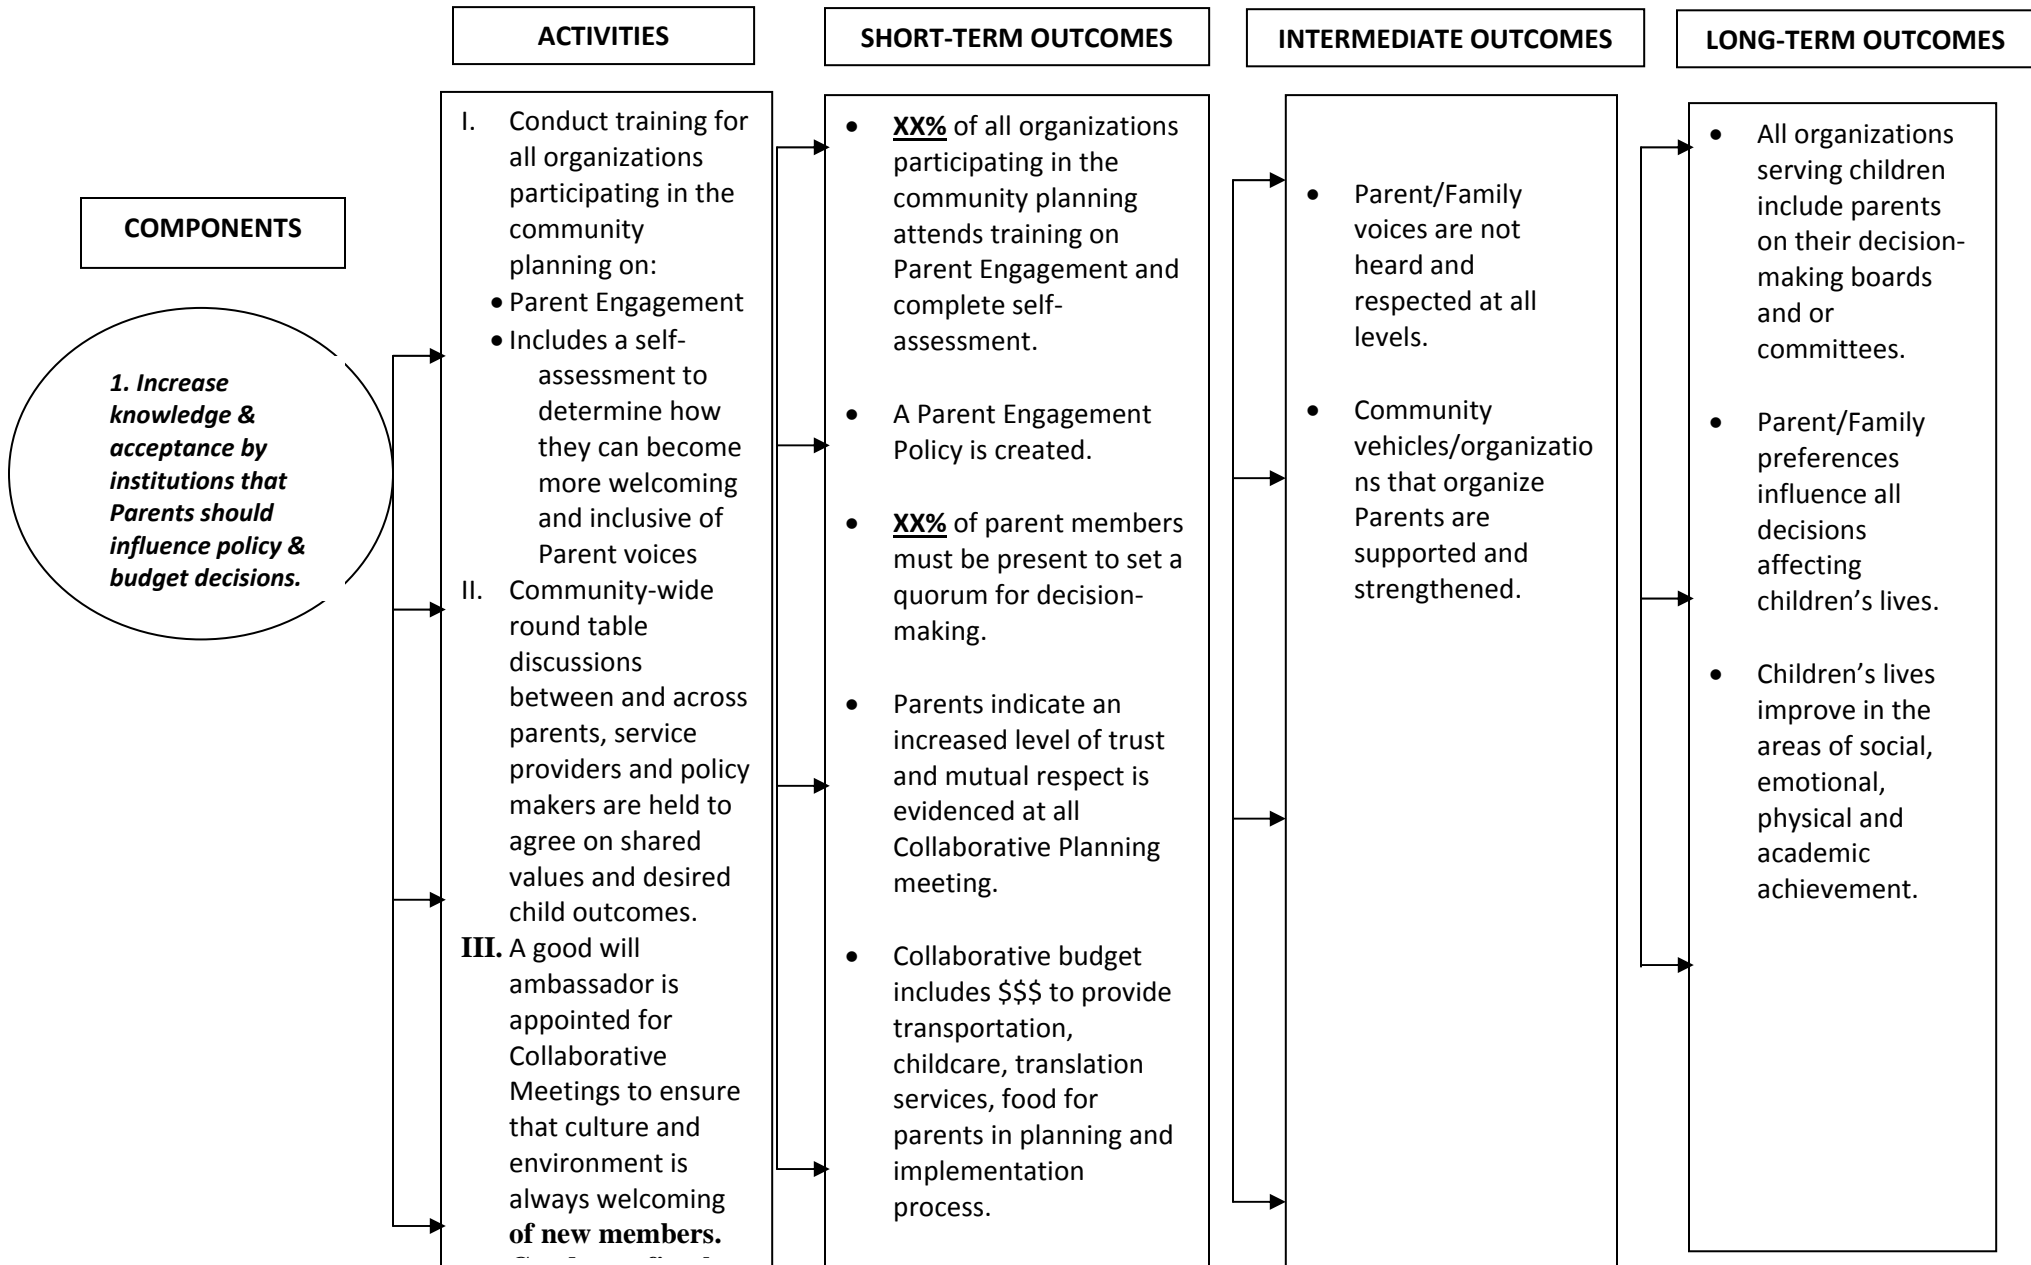 COMPONENTS
1. Increase
knowledge &
acceptance by
institutions that
Parents should
influence policy &
budget decisions.
ACTIVITIES
I. Conduct training for
all organizations
participating in the
community
planning on:
• Parent Engagement
• Includes a self-
assessment to
determine how
they can become
more welcoming
and inclusive of
Parent voices
II. Community-wide
round table
discussions
between and across
parents, service
providers and policy
makers are held to
agree on shared
values and desired
child outcomes.
III. A good will
ambassador is
appointed for
Collaborative
Meetings to ensure
that culture and
environment is
always welcoming
of new members.
SHORT-TERM OUTCOMES
• XX% of all organizations
participating in the
community planning
attends training on
Parent Engagement and
complete self-
assessment.
• A Parent Engagement
Policy is created.
• XX% of parent members
must be present to set a
quorum for decision-
making.
• Parents indicate an
increased level of trust
and mutual respect is
evidenced at all
Collaborative Planning
meeting.
• Collaborative budget
includes $$$ to provide
transportation,
childcare, translation
services, food for
parents in planning and
implementation
process.
INTERMEDIATE OUTCOMES
• Parent/Family
voices are not
heard and
respected at all
levels.
• Community
vehicles/organizatio
ns that organize
Parents are
supported and
strengthened.
LONG-TERM OUTCOMES
• All organizations
serving children
include parents
on their decision-
making boards
and or
committees.
• Parent/Family
preferences
influence all
decisions
affecting
children’s lives.
• Children’s lives
improve in the
areas of social,
emotional,
physical and
academic
achievement.